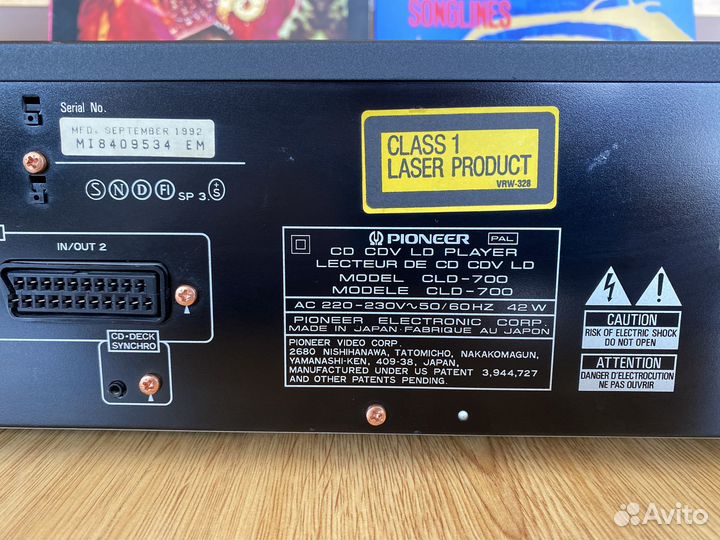 SONGLINES
Serial No.
MFD. SEPTEMBER 1992
MI8409534 EM
S N D FI SP 3. ±S
CLASS 1
LASER PRODUCT
VRW-328
IN/OUT 2
CD-DECK
SYNCHRO
PIONEER PAL
CD CDV LD PLAYER
LECTEUR DE CD CDV LD
MODEL CLD-700
MODELE CLD-700
AC 220-230V~50/60HZ 42 W
PIONEER ELECTRONIC CORP.
MADE IN JAPAN·FABRIQUE AU JAPON
PIONEER VIDEO CORP.
2680 NISHIHANAWA, TATOMICHO, NAKAKOMAGUN,
YAMANASHI-KEN, 409-38, JAPAN,
MANUFACTURED UNDER US PATENT 3,944,727
AND OTHER PATENTS PENDING.
CAUTION
RISK OF ELECTRIC SHOCK
DO NOT OPEN
ATTENTION
DANGER D'ELECTROCUTION
NE PAS OUVRIR
Avito